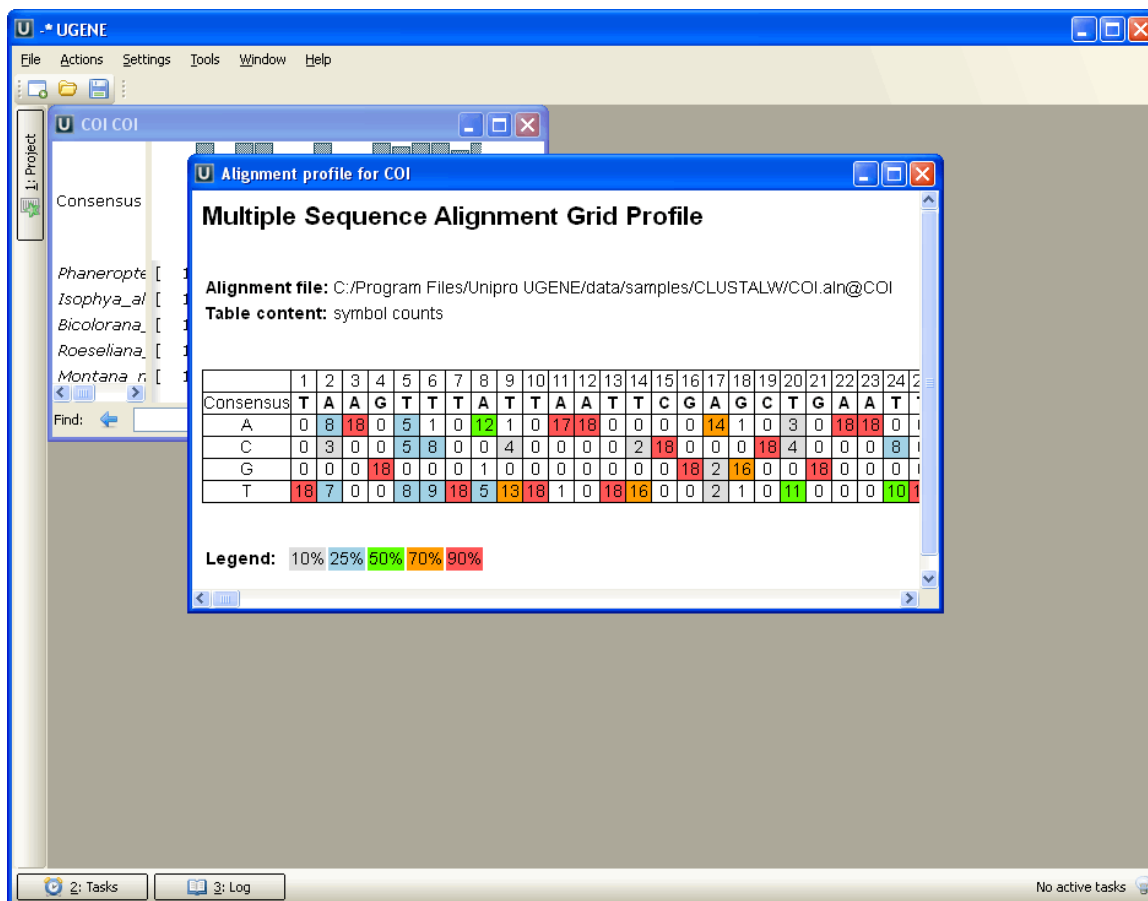 -* UGENE
File Actions Settings Tools Window Help
1: Project
COI COI
Consensus
Phaneropte [ 1
Isophya_al [ 1
Bicolorana_ [ 1
Roeseliana_ [ 1
Montana_n [ 1
Find:
Alignment profile for COI
Multiple Sequence Alignment Grid Profile
Alignment file: C:/Program Files/Unipro UGENE/data/samples/CLUSTALW/COI.aln@COI
Table content: symbol counts
1 2 3 4 5 6 7 8 9 10 11 12 13 14 15 16 17 18 19 20 21 22 23 24 2
Consensus T A A G T T T A T T A A T T C G A G C T G A A T
A 0 8 18 0 5 1 0 12 1 0 17 18 0 0 0 0 14 1 0 3 0 18 18 0
C 0 3 0 0 5 8 0 0 4 0 0 0 0 2 18 0 0 0 18 4 0 0 0 8
G 0 0 0 18 0 0 0 1 0 0 0 0 0 0 0 18 2 16 0 0 18 0 0 0
T 18 7 0 0 8 9 18 5 13 18 1 0 18 16 0 0 2 1 0 11 0 0 0 10 1
Legend: 10% 25% 50% 70% 90%
2: Tasks 3: Log No active tasks